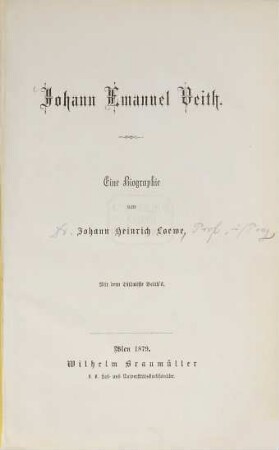 Johann Emanuel Veith.
Eine Biographie
von
Dr. Johann Heinrich Loewe, Prof. in Prag
Mit dem Bildnisse Veith's.
Wien 1879.
Wilhelm Braumüller
k. k. Hof- und Universitätsbuchhändler.